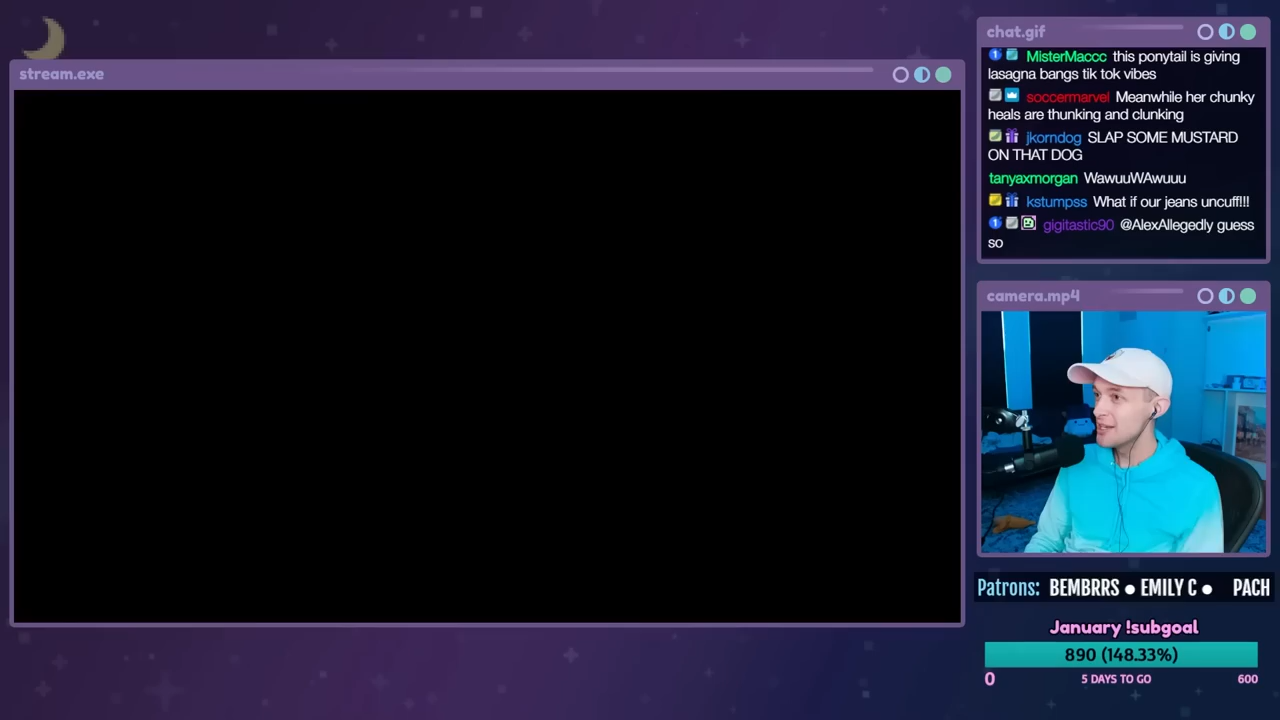 stream.exe
chat.gif
MisterMaccc this ponytail is giving
lasagna bangs tik tok vibes
soccermarvel Meanwhile her chunky
heals are thunking and clunking
jkorndog SLAP SOME MUSTARD
ON THAT DOG
tanyaxmorgan WawuuWAwuuu
kstumpss What if our jeans uncuff!!!
gigitastic90 @AlexAllegedly guess
so
camera.mp4
Patrons: BEMBRRS ● EMILY C ● PACH
January !subgoal
890 (148.33%)
0 5 DAYS TO GO 600